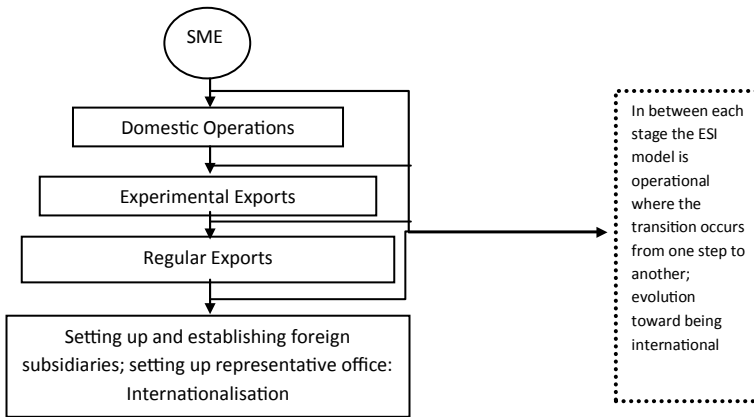 SME
Domestic Operations
Experimental Exports
Regular Exports
Setting up and establishing foreign
subsidiaries; setting up representative office:
Internationalisation
In between each
stage the ESI
model is
operational
where the
transition occurs
from one step to
another;
evolution
toward being
international